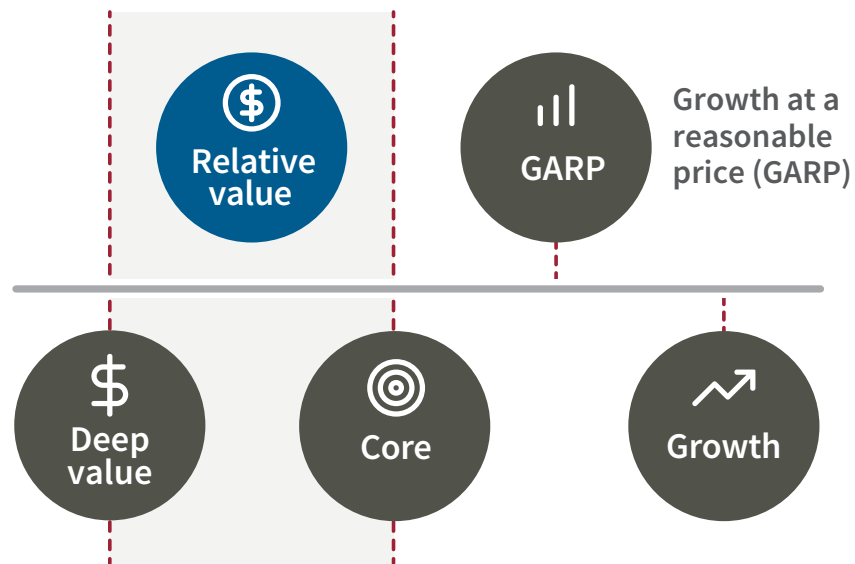 Relative
value
GARP
Growth at a
reasonable
price (GARP)
Deep
value
Core
Growth